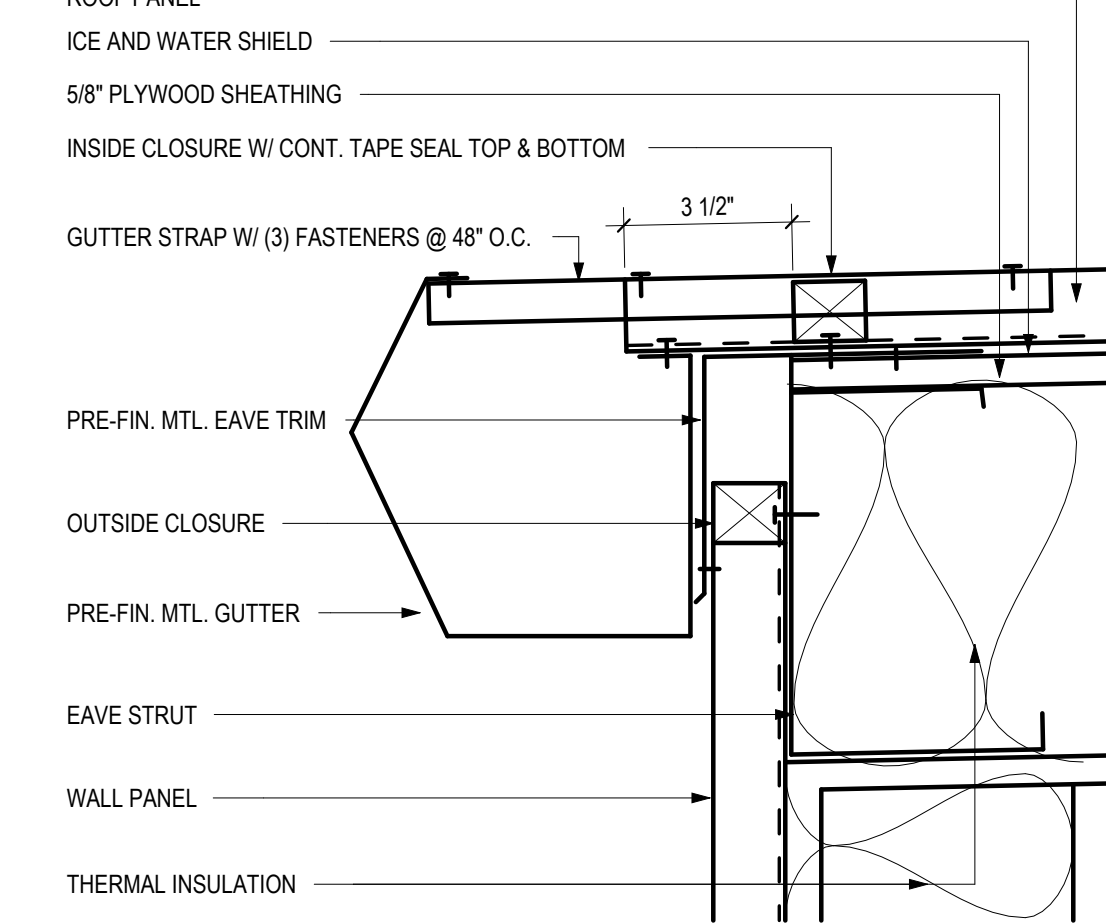 ROOF PANEL
ICE AND WATER SHIELD
5/8" PLYWOOD SHEATHING
INSIDE CLOSURE W/ CONT. TAPE SEAL TOP & BOTTOM
3 1/2"
GUTTER STRAP W/ (3) FASTENERS @ 48" O.C.
PRE-FIN. MTL. EAVE TRIM
OUTSIDE CLOSURE
PRE-FIN. MTL. GUTTER
EAVE STRUT
WALL PANEL
THERMAL INSULATION